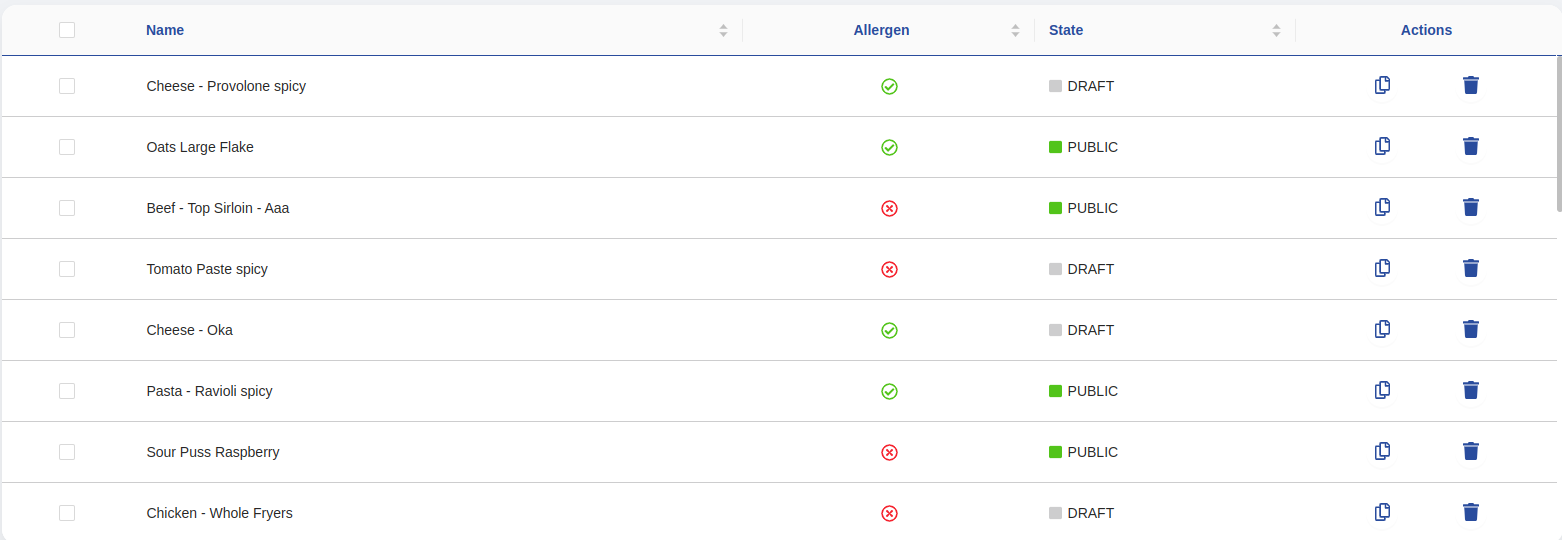 Name Allergen State Actions
Cheese - Provolone spicy DRAFT
Oats Large Flake PUBLIC
Beef - Top Sirloin - Aaa PUBLIC
Tomato Paste spicy DRAFT
Cheese - Oka DRAFT
Pasta - Ravioli spicy PUBLIC
Sour Puss Raspberry PUBLIC
Chicken - Whole Fryers DRAFT